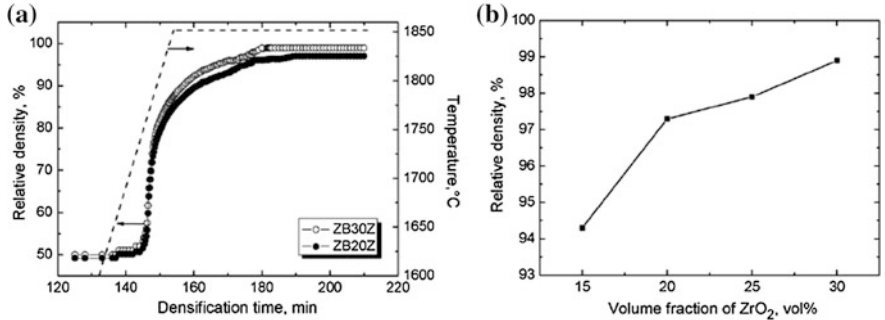 (a)
100
90
80
70
60
50
Relative density, %
1850
1800
1750
1700
1650
1600
Temperature, °C
ZB30Z
ZB20Z
120 140 160 180 200 220
Densification time, min
(b)
99
98
97
96
95
94
93
Relative density, %
15 20 25 30
Volume fraction of ZrO₂, vol%